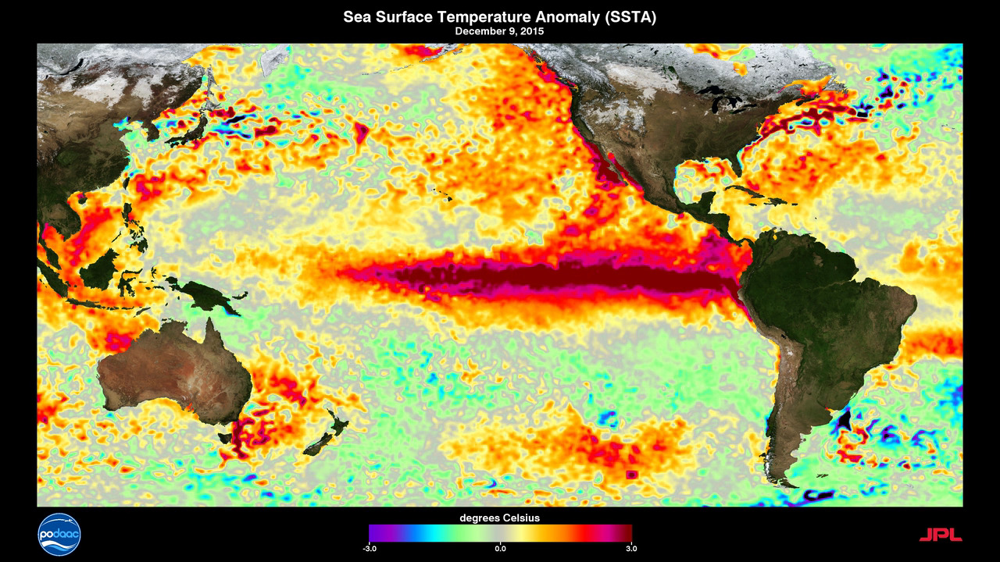 Sea Surface Temperature Anomaly (SSTA)
December 9, 2015
degrees Celsius
-3.0 0.0 3.0
podaac
JPL